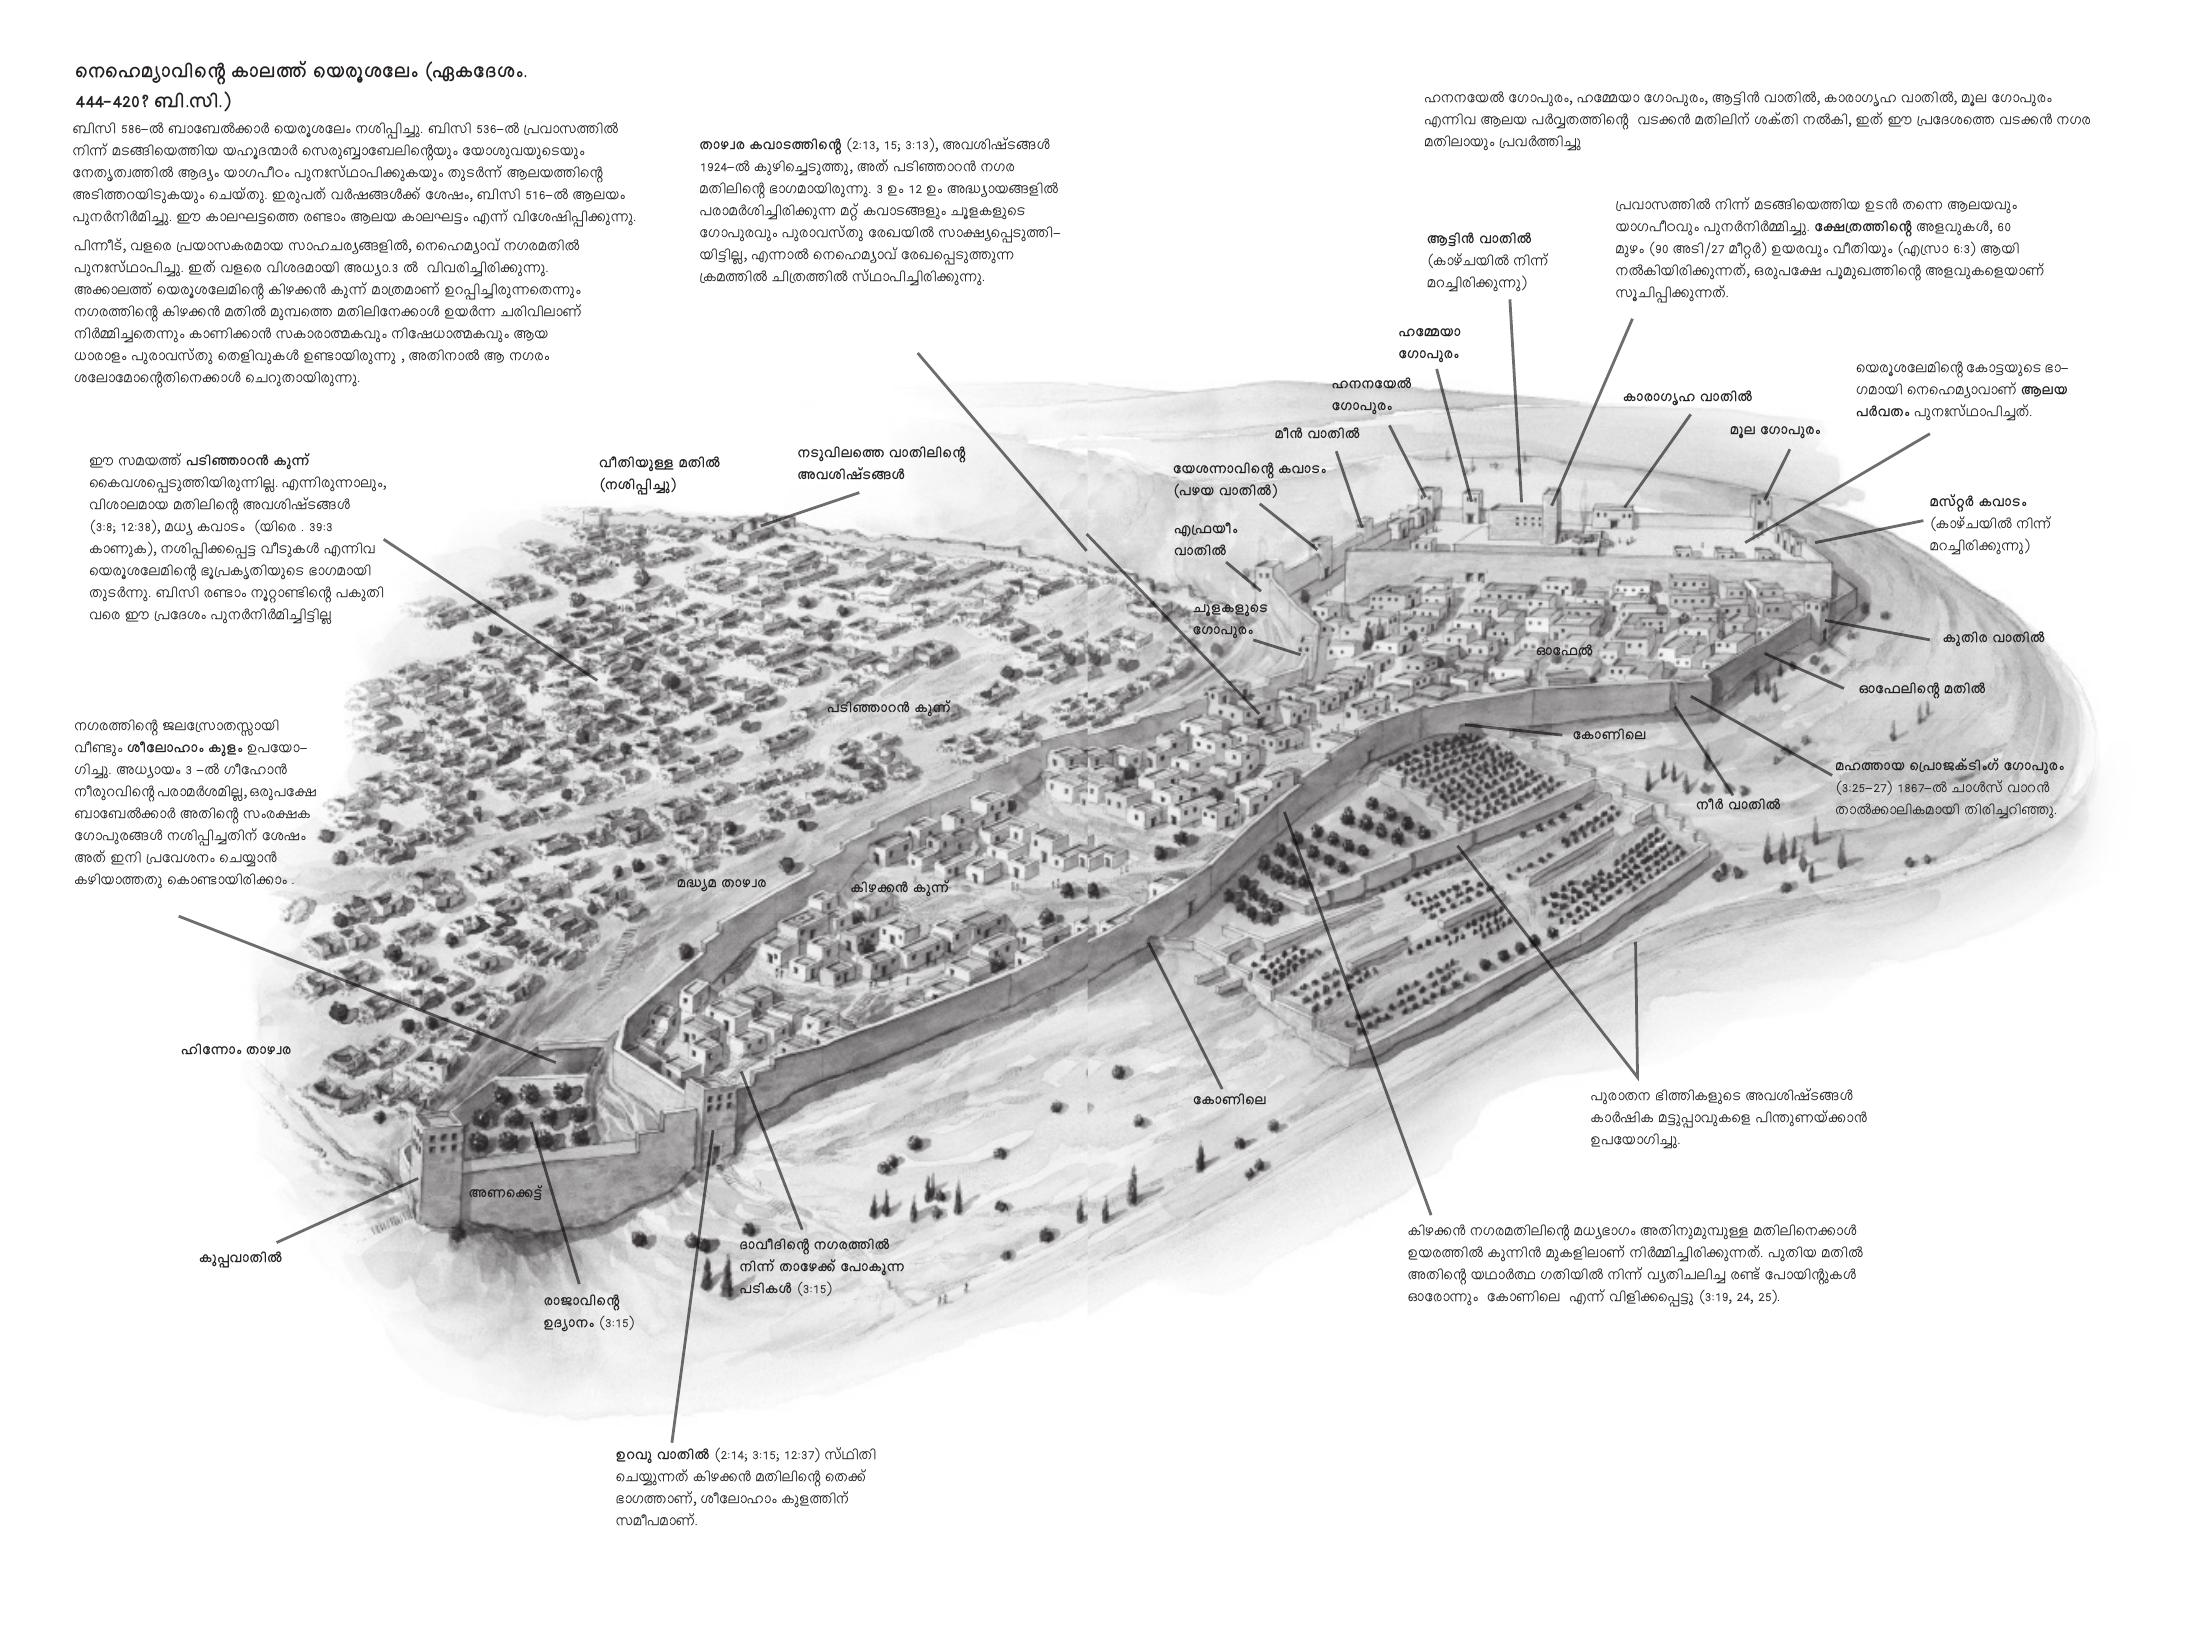 നെഹെമ്യാവിന്റെ കാലത്ത് യെരൂശലേം (ഏകദേശം.
444-420? ബി.സി.)
ബിസി 586-ൽ ബാബേൽക്കാർ യെരൂശലേം നശിപ്പിച്ചു. ബിസി 536-ൽ പ്രവാസത്തിൽ
നിന്ന് മടങ്ങിയെത്തിയ യഹൂദന്മാർ സെരുബ്ബാബേലിന്റെയും യോശുവയുടെയും
നേതൃത്വത്തിൽ ആദ്യം യാഗപീഠം പുനഃസ്ഥാപിക്കുകയും തുടർന്ന് ആലയത്തിന്റെ
അടിത്തറയിടുകയും ചെയ്തു. ഇരുപത് വർഷങ്ങൾക്ക് ശേഷം, ബിസി 516-ൽ ആലയം
പുനർനിർമിച്ചു. ഈ കാലഘട്ടത്തെ രണ്ടാം ആലയ കാലഘട്ടം എന്ന് വിശേഷിപ്പിക്കുന്നു.
പിന്നീട്, വളരെ പ്രയാസകരമായ സാഹചര്യങ്ങളിൽ, നെഹെമ്യാവ് നഗരമതിൽ
പുനഃസ്ഥാപിച്ചു. ഇത് വളരെ വിശദമായി അധ്യാ.3 ൽ വിവരിച്ചിരിക്കുന്നു.
അക്കാലത്ത് യെരൂശലേമിന്റെ കിഴക്കൻ കുന്ന് മാത്രമാണ് ഉറപ്പിച്ചിരുന്നതെന്നും
നഗരത്തിന്റെ കിഴക്കൻ മതിൽ മുമ്പത്തെ മതിലിനേക്കാൾ ഉയർന്ന ചരിവിലാണ്
നിർമ്മിച്ചതെന്നും കാണിക്കാൻ സകാരാത്മകവും നിഷേധാത്മകവും ആയ
ധാരാളം പുരാവസ്തു തെളിവുകൾ ഉണ്ടായിരുന്നു , അതിനാൽ ആ നഗരം
ശലോമോന്റെതിനെക്കാൾ ചെറുതായിരുന്നു.
താഴ്വര കവാടത്തിന്റെ (2:13, 15; 3:13), അവശിഷ്ടങ്ങൾ
1924-ൽ കുഴിച്ചെടുത്തു, അത് പടിഞ്ഞാറൻ നഗര
മതിലിന്റെ ഭാഗമായിരുന്നു. 3 ഉം 12 ഉം അദ്ധ്യായങ്ങളിൽ
പരാമർശിച്ചിരിക്കുന്ന മറ്റ് കവാടങ്ങളും ചൂളകളുടെ
ഗോപുരവും പുരാവസ്തു രേഖയിൽ സാക്ഷ്യപ്പെടുത്തി-
യിട്ടില്ല, എന്നാൽ നെഹെമ്യാവ് രേഖപ്പെടുത്തുന്ന
ക്രമത്തിൽ ചിത്രത്തിൽ സ്ഥാപിച്ചിരിക്കുന്നു.
ഹനനയേൽ ഗോപുരം, ഹമ്മേയാ ഗോപുരം, ആട്ടിൻ വാതിൽ, കാരാഗൃഹ വാതിൽ, മൂല ഗോപുരം
എന്നിവ ആലയ പർവ്വതത്തിന്റെ വടക്കൻ മതിലിന് ശക്തി നൽകി, ഇത് ഈ പ്രദേശത്തെ വടക്കൻ നഗര
മതിലായും പ്രവർത്തിച്ചു
പ്രവാസത്തിൽ നിന്ന് മടങ്ങിയെത്തിയ ഉടൻ തന്നെ ആലയവും
യാഗപീഠവും പുനർനിർമ്മിച്ചു. ക്ഷേത്രത്തിന്റെ അളവുകൾ, 60
മുഴം (90 അടി/27 മീറ്റർ) ഉയരവും വീതിയും (എസ്രാ 6:3) ആയി
നൽകിയിരിക്കുന്നത്, ഒരുപക്ഷേ പൂമുഖത്തിന്റെ അളവുകളെയാണ്
സൂചിപ്പിക്കുന്നത്.
ആട്ടിൻ വാതിൽ
(കാഴ്ചയിൽ നിന്ന്
മറച്ചിരിക്കുന്നു)
ഹമ്മേയാ
ഗോപുരം
ഹനനയേൽ
ഗോപുരം
മീൻ വാതിൽ
യേശന്നാവിന്റെ കവാടം
(പഴയ വാതിൽ)
എഫ്രയീം
വാതിൽ
ചൂളകളുടെ
ഗോപുരം
കാരാഗൃഹ വാതിൽ
മൂല ഗോപുരം
യെരൂശലേമിന്റെ കോട്ടയുടെ ഭാ-
ഗമായി നെഹെമ്യാവാണ് ആലയ
പർവതം പുനഃസ്ഥാപിച്ചത്.
മസ്റ്റർ കവാടം
(കാഴ്ചയിൽ നിന്ന്
മറച്ചിരിക്കുന്നു)
കുതിര വാതിൽ
ഓഫേലിന്റെ മതിൽ
ഓഫേൽ
കോണിലെ
മഹത്തായ പ്രൊജക്ടിംഗ് ഗോപുരം
(3:25-27) 1867-ൽ ചാൾസ് വാറൻ
താൽക്കാലികമായി തിരിച്ചറിഞ്ഞു.
നീർ വാതിൽ
ഈ സമയത്ത് പടിഞ്ഞാറൻ കുന്ന്
കൈവശപ്പെടുത്തിയിരുന്നില്ല. എന്നിരുന്നാലും,
വിശാലമായ മതിലിന്റെ അവശിഷ്ടങ്ങൾ
(3:8; 12:38), മധ്യ കവാടം (യിരെ . 39:3
കാണുക), നശിപ്പിക്കപ്പെട്ട വീടുകൾ എന്നിവ
യെരൂശലേമിന്റെ ഭൂപ്രകൃതിയുടെ ഭാഗമായി
തുടർന്നു. ബിസി രണ്ടാം നൂറ്റാണ്ടിന്റെ പകുതി
വരെ ഈ പ്രദേശം പുനർനിർമിച്ചിട്ടില്ല
വീതിയുള്ള മതിൽ
(നശിപ്പിച്ചു)
നടുവിലത്തെ വാതിലിന്റെ
അവശിഷ്ടങ്ങൾ
പടിഞ്ഞാറൻ കുന്ന്
മദ്ധ്യമ താഴ്വര
കിഴക്കൻ കുന്ന്
നഗരത്തിന്റെ ജലസ്രോതസ്സായി
വീണ്ടും ശീലോഹാം കുളം ഉപയോ-
ഗിച്ചു. അധ്യായം 3 -ൽ ഗീഹോൻ
നീരുറവിന്റെ പരാമർശമില്ല, ഒരുപക്ഷേ
ബാബേൽക്കാർ അതിന്റെ സംരക്ഷക
ഗോപുരങ്ങൾ നശിപ്പിച്ചതിന് ശേഷം
അത് ഇനി പ്രവേശനം ചെയ്യാൻ
കഴിയാത്തതു കൊണ്ടായിരിക്കാം .
ഹിന്നോം താഴ്വര
കോണിലെ
പുരാതന ഭിത്തികളുടെ അവശിഷ്ടങ്ങൾ
കാർഷിക മട്ടുപ്പാവുകളെ പിന്തുണയ്ക്കാൻ
ഉപയോഗിച്ചു.
അണക്കെട്ട്
കുപ്പവാതിൽ
രാജാവിന്റെ
ഉദ്യാനം (3:15)
ദാവീദിന്റെ നഗരത്തിൽ
നിന്ന് താഴേക്ക് പോകുന്ന
പടികൾ (3:15)
കിഴക്കൻ നഗരമതിലിന്റെ മധ്യഭാഗം അതിനുമുമ്പുള്ള മതിലിനെക്കാൾ
ഉയരത്തിൽ കുന്നിൻ മുകളിലാണ് നിർമ്മിച്ചിരിക്കുന്നത്. പുതിയ മതിൽ
അതിന്റെ യഥാർത്ഥ ഗതിയിൽ നിന്ന് വ്യതിചലിച്ച രണ്ട് പോയിന്റുകൾ
ഓരോന്നും കോണിലെ എന്ന് വിളിക്കപ്പെട്ടു (3:19, 24, 25).
ഉറവു വാതിൽ (2:14; 3:15; 12:37) സ്ഥിതി
ചെയ്യുന്നത് കിഴക്കൻ മതിലിന്റെ തെക്ക്
ഭാഗത്താണ്, ശീലോഹാം കുളത്തിന്
സമീപമാണ്.